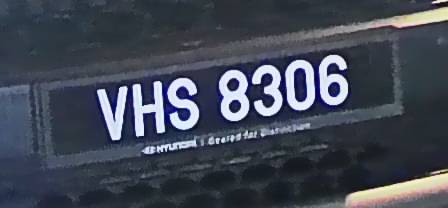 VHS 8306
HYUNDAI | Geared for Distinction